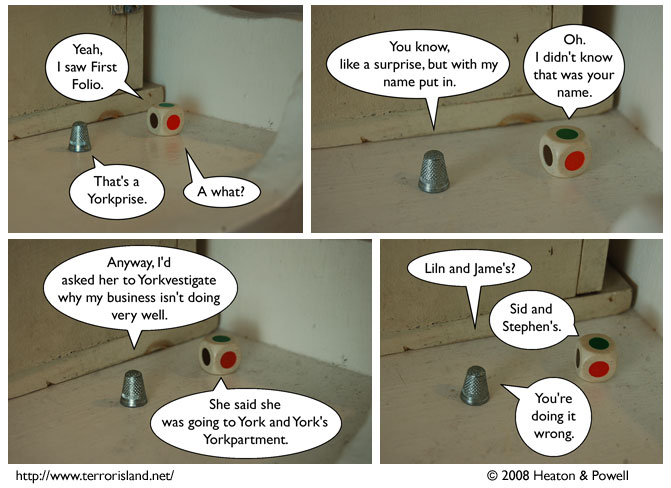 Yeah,
I saw First
Folio.
That's a
Yorkprise.
A what?
You know,
like a surprise, but with my
name put in.
Oh.
I didn't know
that was your
name.
Anyway, I'd
asked her to Yorkvestigate
why my business isn't doing
very well.
She said she
was going to York and York's
Yorkpartment.
Liln and Jame's?
Sid and
Stephen's.
You're
doing it
wrong.
http://www.terrorisland.net/
© 2008 Heaton & Powell